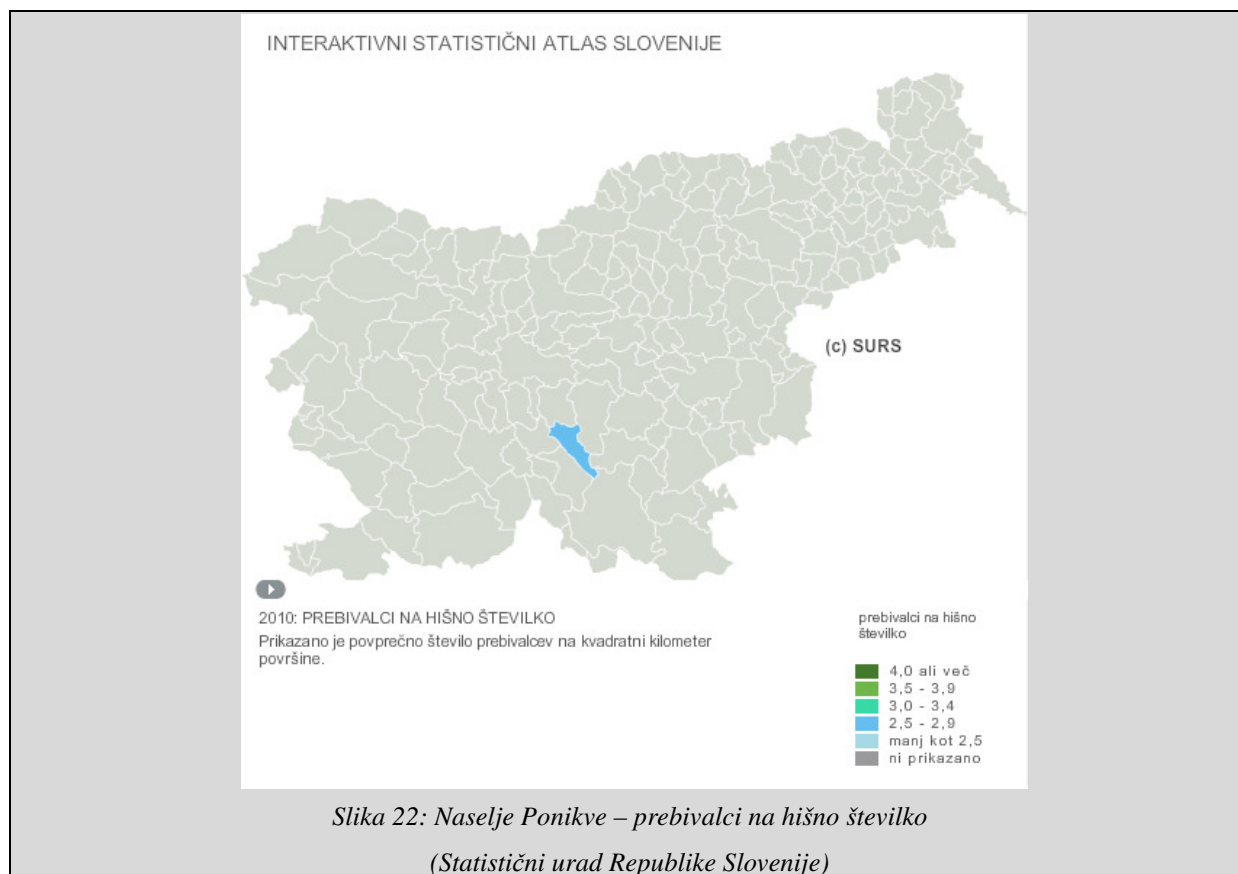 INTERAKTIVNI STATISTIČNI ATLAS SLOVENIJE
(c) SURS
2010: PREBIVALCI NA HIŠNO ŠTEVILKO
Prikazano je povprečno število prebivalcev na kvadratni kilometer
površine.
prebivalci na hišno
številko
4,0 ali več
3,5 - 3,9
3,0 - 3,4
2,5 - 2,9
manj kot 2,5
ni prikazano
Slika 22: Naselje Ponikve – prebivalci na hišno številko
(Statistični urad Republike Slovenije)